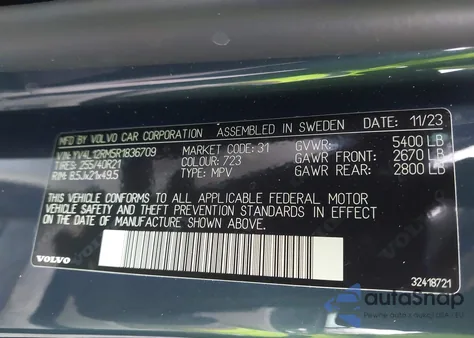 MFD BY VOLVO CAR CORPORATION ASSEMBLED IN SWEDEN DATE: 11/23
VIN: YV4L12RM5R1836709 MARKET CODE: 31 GVWR: 5400 LB
TIRES: 255/40R21 COLOUR: 723 GAWR FRONT: 2670 LB
RIM: 8.5Jx21x49.5 TYPE: MPV GAWR REAR: 2800 LB
THIS VEHICLE CONFORMS TO ALL APPLICABLE FEDERAL MOTOR
VEHICLE SAFETY AND THEFT PREVENTION STANDARDS IN EFFECT
ON THE DATE OF MANUFACTURE SHOWN ABOVE.
VOLVO
32418721
autoSnap